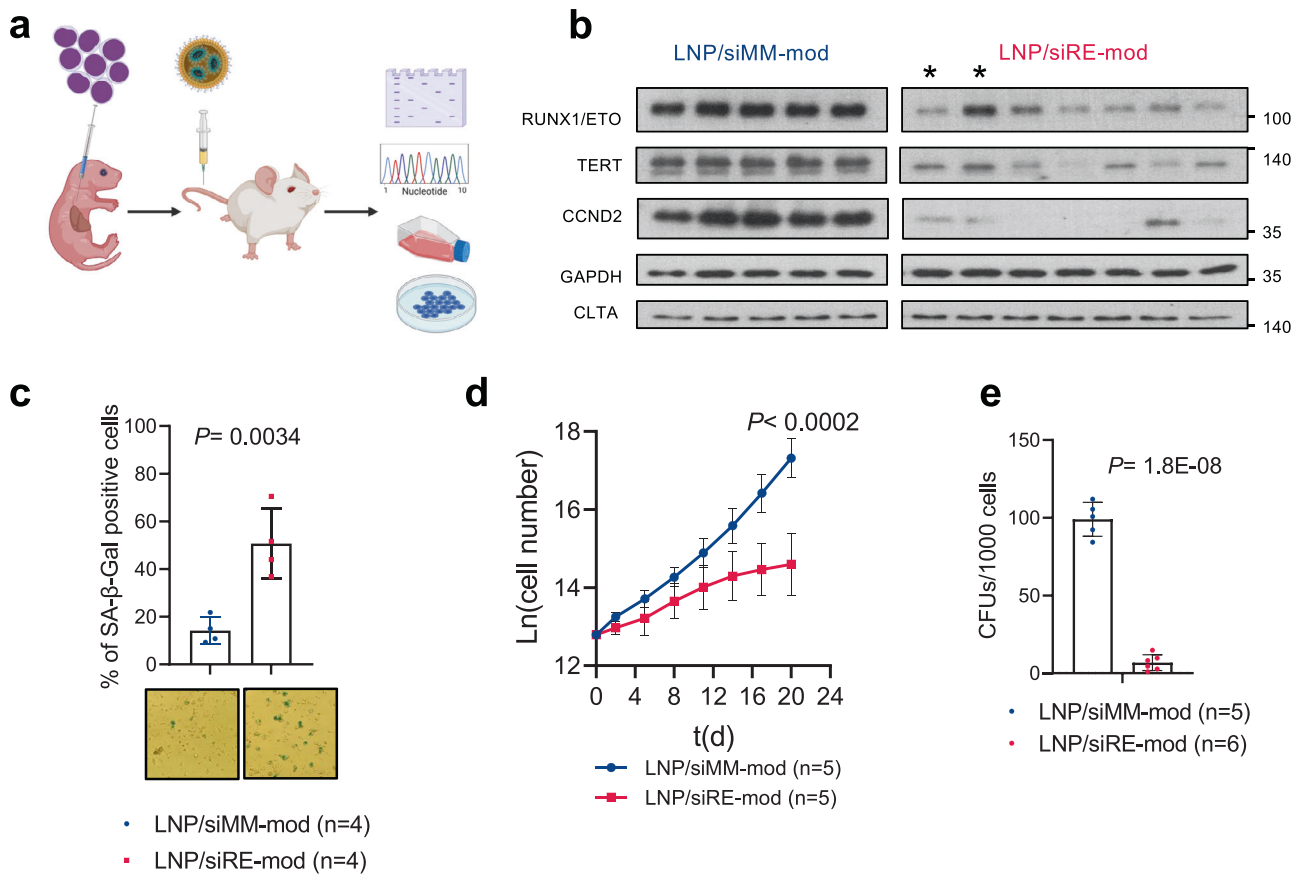 a
1
10
Nucleotide
b
LNP/siMM-mod
LNP/siRE-mod
* *
RUNX1/ETO
100
TERT
140
CCND2
35
GAPDH
35
CLTA
140
c
% of SA-β-Gal positive cells
100
80
60
40
20
0
P= 0.0034
LNP/siMM-mod (n=4)
LNP/siRE-mod (n=4)
d
P< 0.0002
Ln(cell number)
18
16
14
12
0 4 8 12 16 20 24
t(d)
LNP/siMM-mod (n=5)
LNP/siRE-mod (n=5)
e
CFUs/1000 cells
150
100
50
0
P= 1.8E-08
LNP/siMM-mod (n=5)
LNP/siRE-mod (n=6)